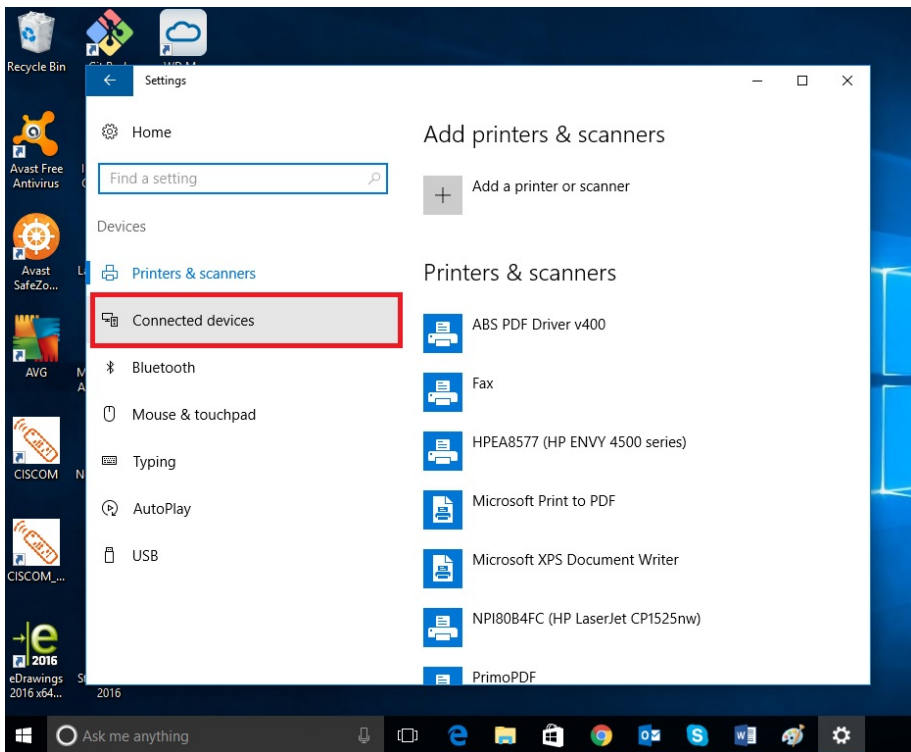 Recycle Bin
Settings
Home
Find a setting
Devices
Printers & scanners
Connected devices
Bluetooth
Mouse & touchpad
Typing
AutoPlay
USB
Add printers & scanners
Add a printer or scanner
Printers & scanners
ABS PDF Driver v400
Fax
HPEA8577 (HP ENVY 4500 series)
Microsoft Print to PDF
Microsoft XPS Document Writer
NPI80B4FC (HP LaserJet CP1525nw)
PrimoPDF
Avast Free
Antivirus
Avast
SafeZo...
AVG
CISCOM
CISCOM_...
2016
eDrawings
2016 x64...
2016
Ask me anything